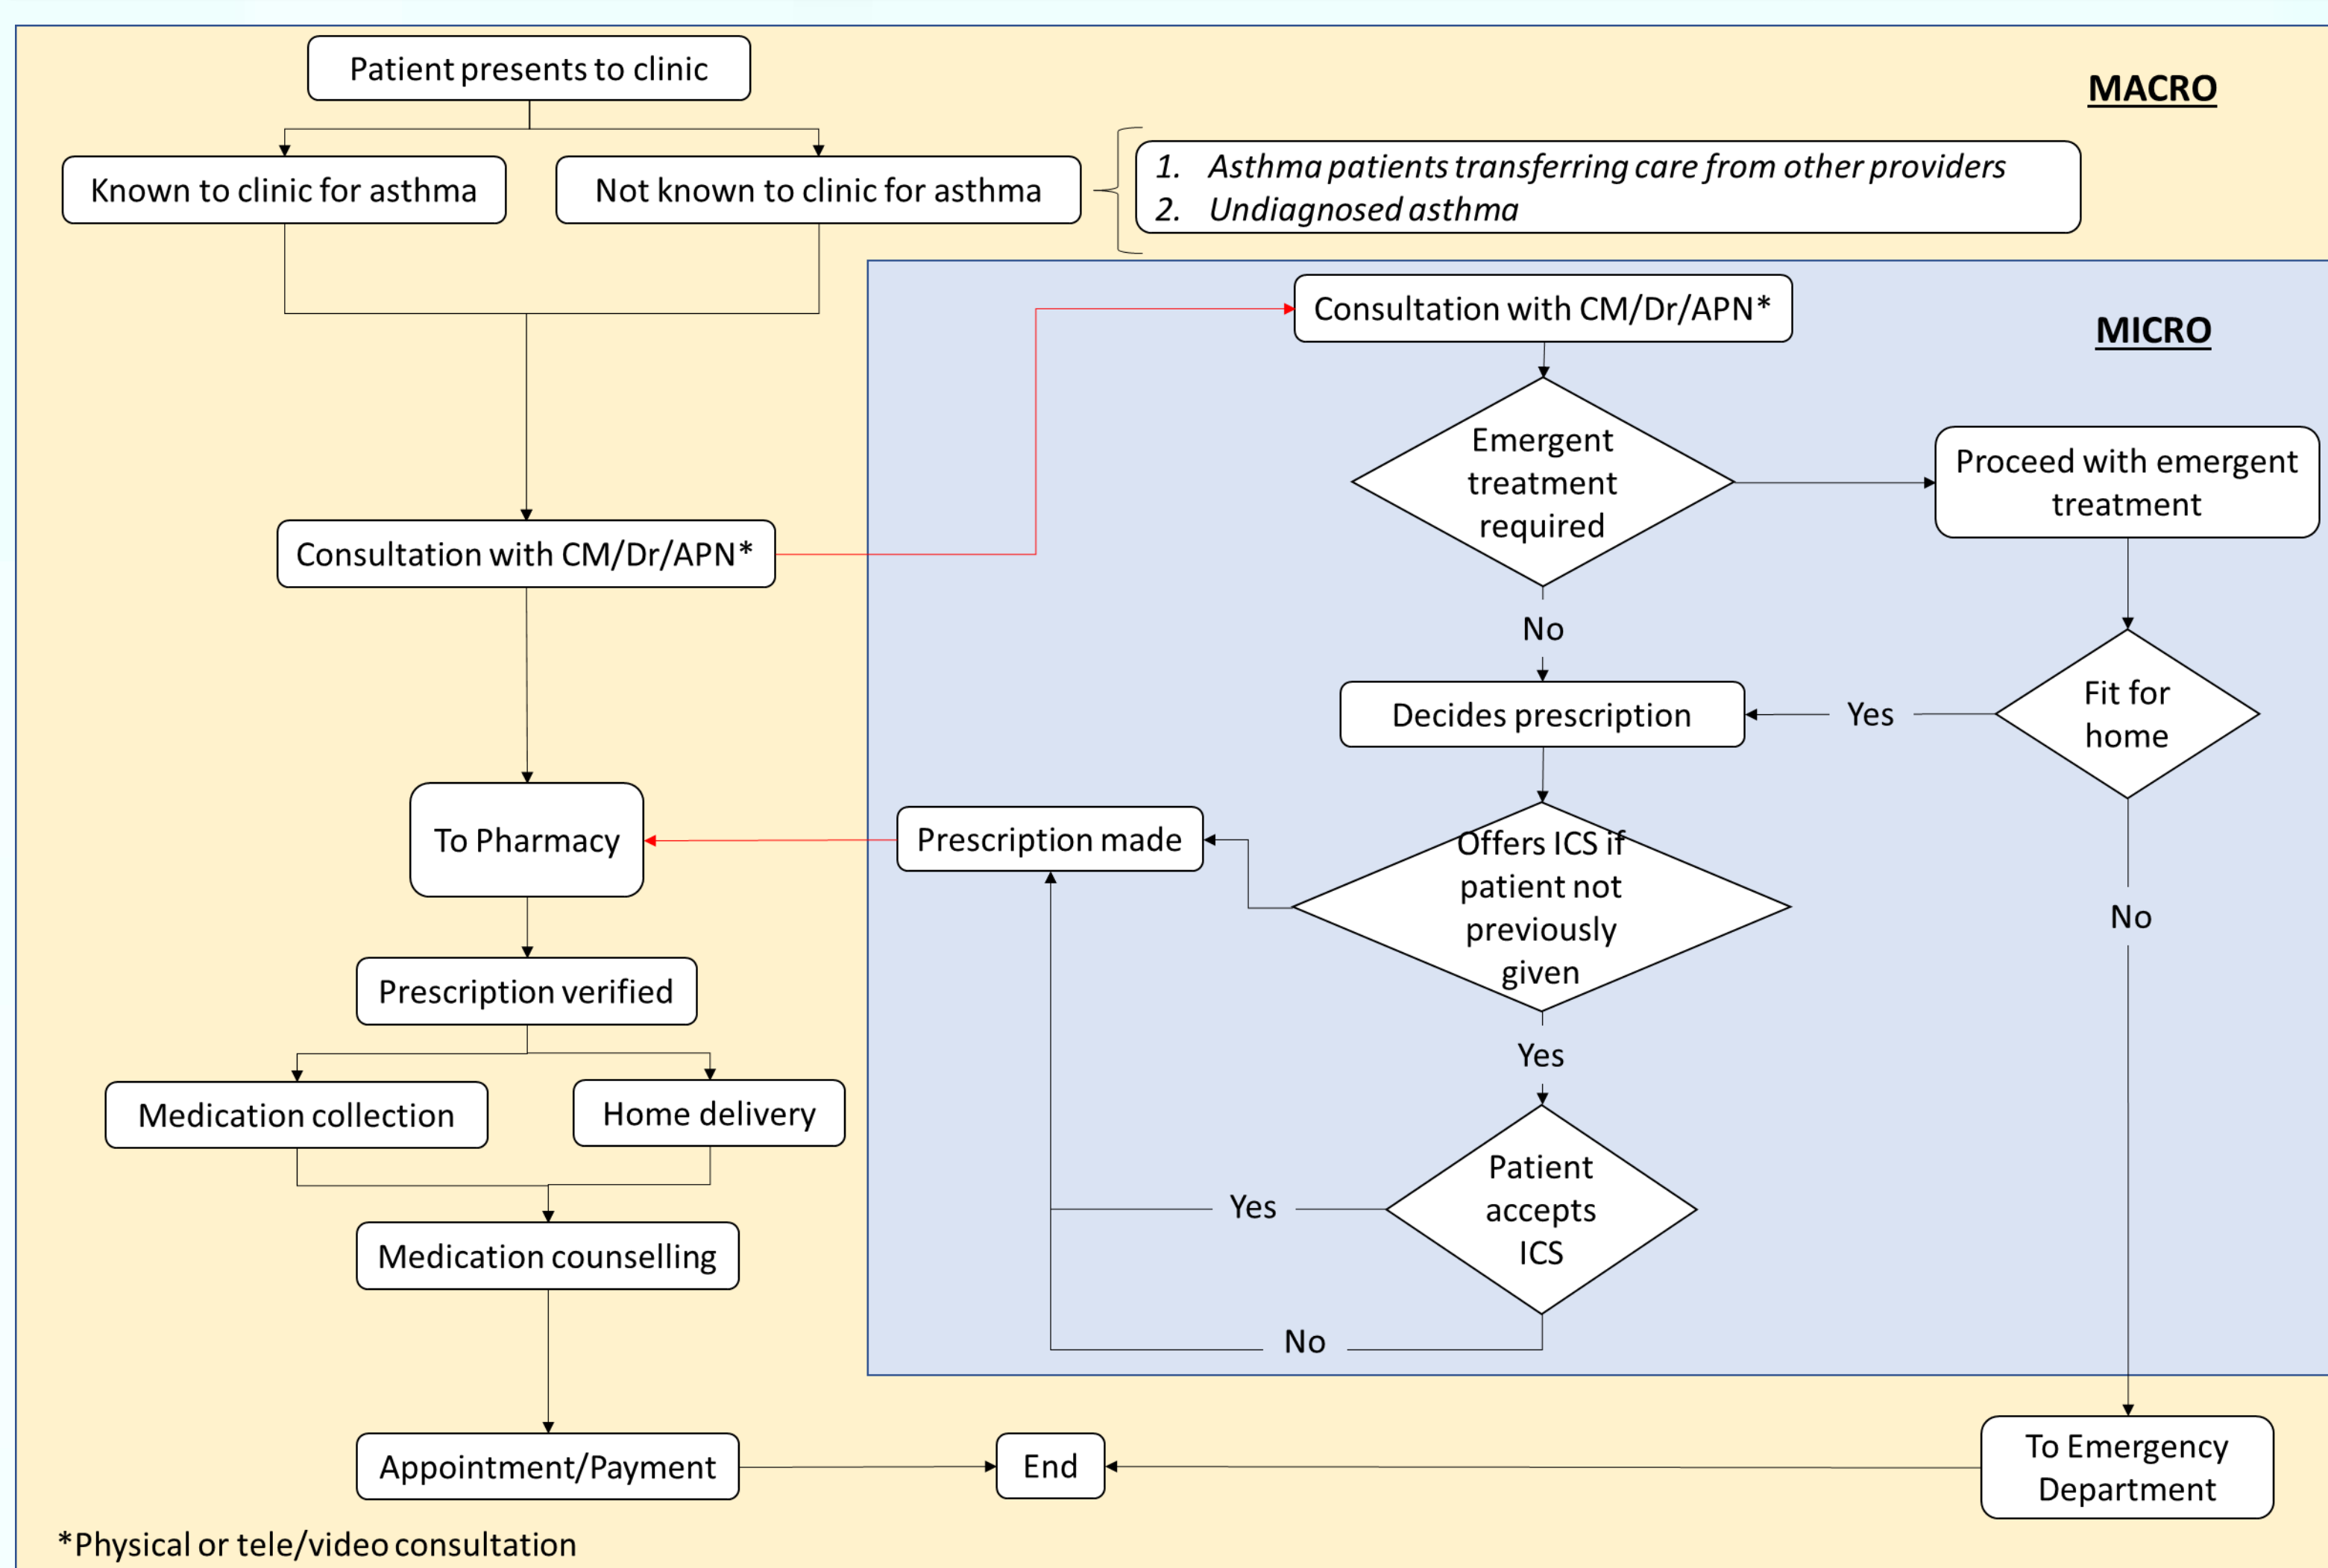 Patient presents to clinic
MACRO
Known to clinic for asthma
Not known to clinic for asthma
1. Asthma patients transferring care from other providers
2. Undiagnosed asthma
Consultation with CM/Dr/APN*
MICRO
Emergent
treatment
required
Proceed with emergent
treatment
Consultation with CM/Dr/APN*
No
Decides prescription
Yes
Fit for
home
To Pharmacy
Prescription made
Offers ICS if
patient not
previously
given
No
Prescription verified
Yes
Medication collection
Home delivery
Patient
accepts
ICS
Yes
Medication counselling
No
Appointment/Payment
End
To Emergency
Department
*Physical or tele/video consultation